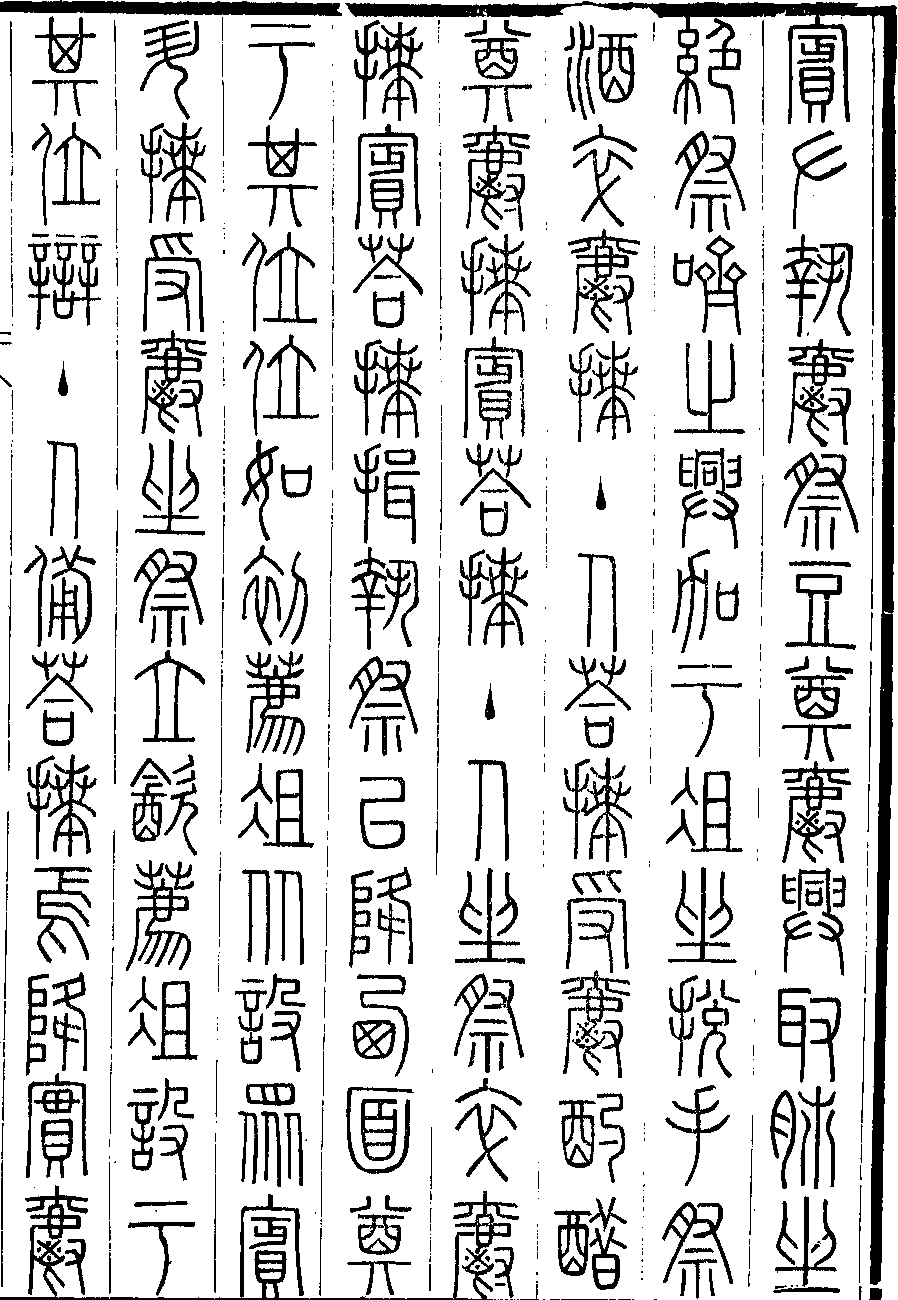 賓左執爵祭豆奠爵興取肺坐
絕祭嚌之興加于俎坐挩手祭
酒卒爵拜主人答拜受爵酌酢
奠爵拜賓答拜主人坐祭卒爵
拜賓答拜揖執祭以降西面奠
于其位位如初薦俎從設眾賓
升拜受爵坐祭立飲薦俎設于
其位辯主人備答拜焉降實爵